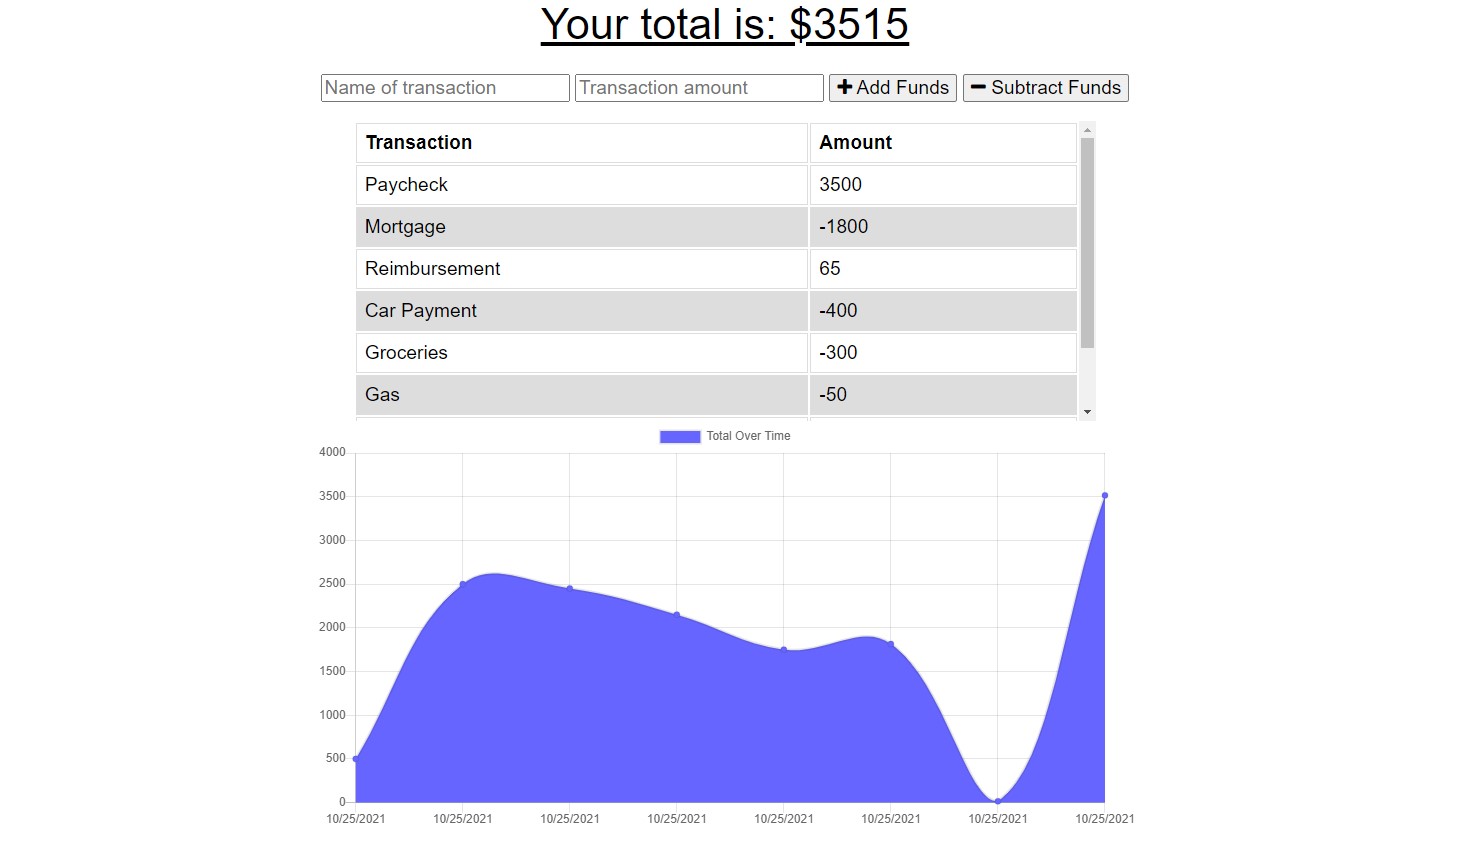 Your total is: $3515
Name of transaction Transaction amount Add Funds Subtract Funds
Transaction Amount
Paycheck 3500
Mortgage -1800
Reimbursement 65
Car Payment -400
Groceries -300
Gas -50
Total Over Time
4000
3500
3000
2500
2000
1500
1000
500
0
10/25/2021 10/25/2021 10/25/2021 10/25/2021 10/25/2021 10/25/2021 10/25/2021 10/25/2021